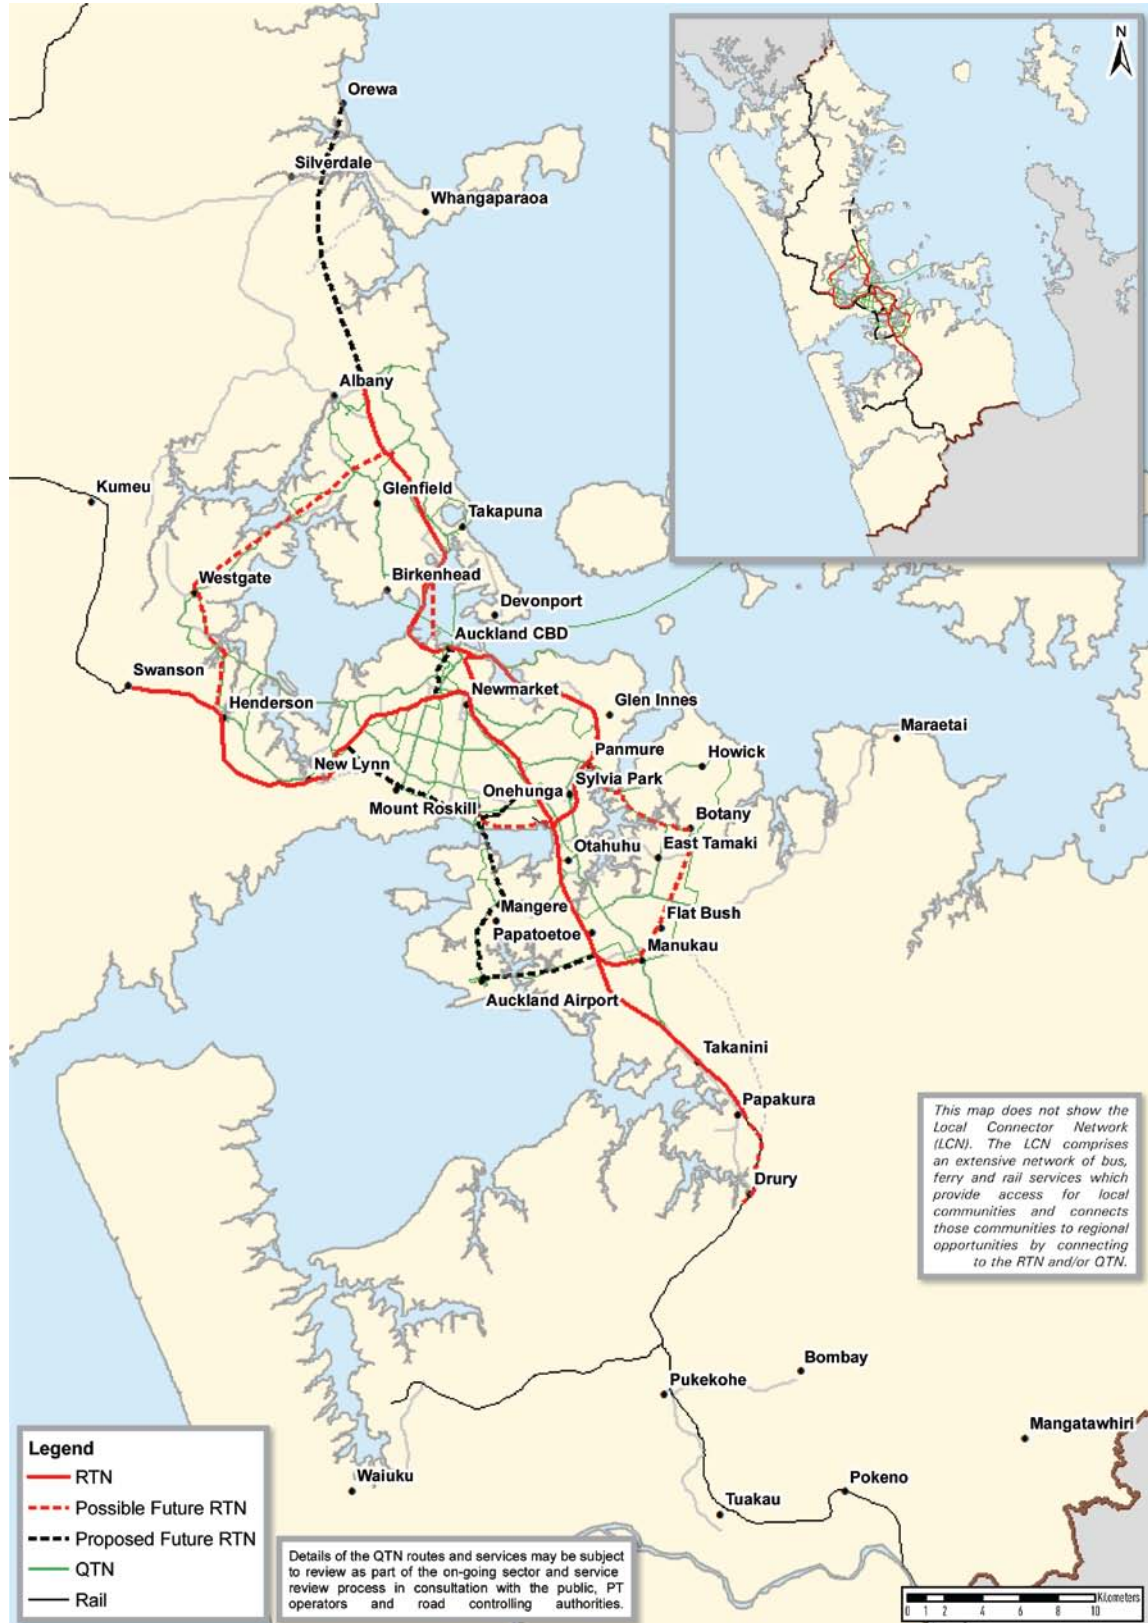 N
Orewa
Silverdale
Whangaparaoa
Albany
Kumeu
Glenfield
Takapuna
Westgate
Birkenhead
Devonport
Auckland CBD
Swanson
Newmarket
Henderson
Glen Innes
Maraetai
Panmure
Howick
New Lynn
Sylvia Park
Onehunga
Mount Roskill
Botany
Otahuhu
East Tamaki
Mangere
Flat Bush
Papatoetoe
Manukau
Auckland Airport
Takanini
Papakura
This map does not show the
Local Connector Network
(LCN). The LCN comprises
an extensive network of bus,
ferry and rail services which
provide access for local
communities and connects
those communities to regional
opportunities by connecting
to the RTN and/or QTN.
Drury
Bombay
Pukekohe
Mangatawhiri
Waiuku
Pokeno
Tuakau
Legend
RTN
Possible Future RTN
Proposed Future RTN
QTN
Rail
Details of the QTN routes and services may be subject
to review as part of the on-going sector and service
review process in consultation with the public, PT
operators and road controlling authorities.
Kilometers
0 1 2 4 6 8 10